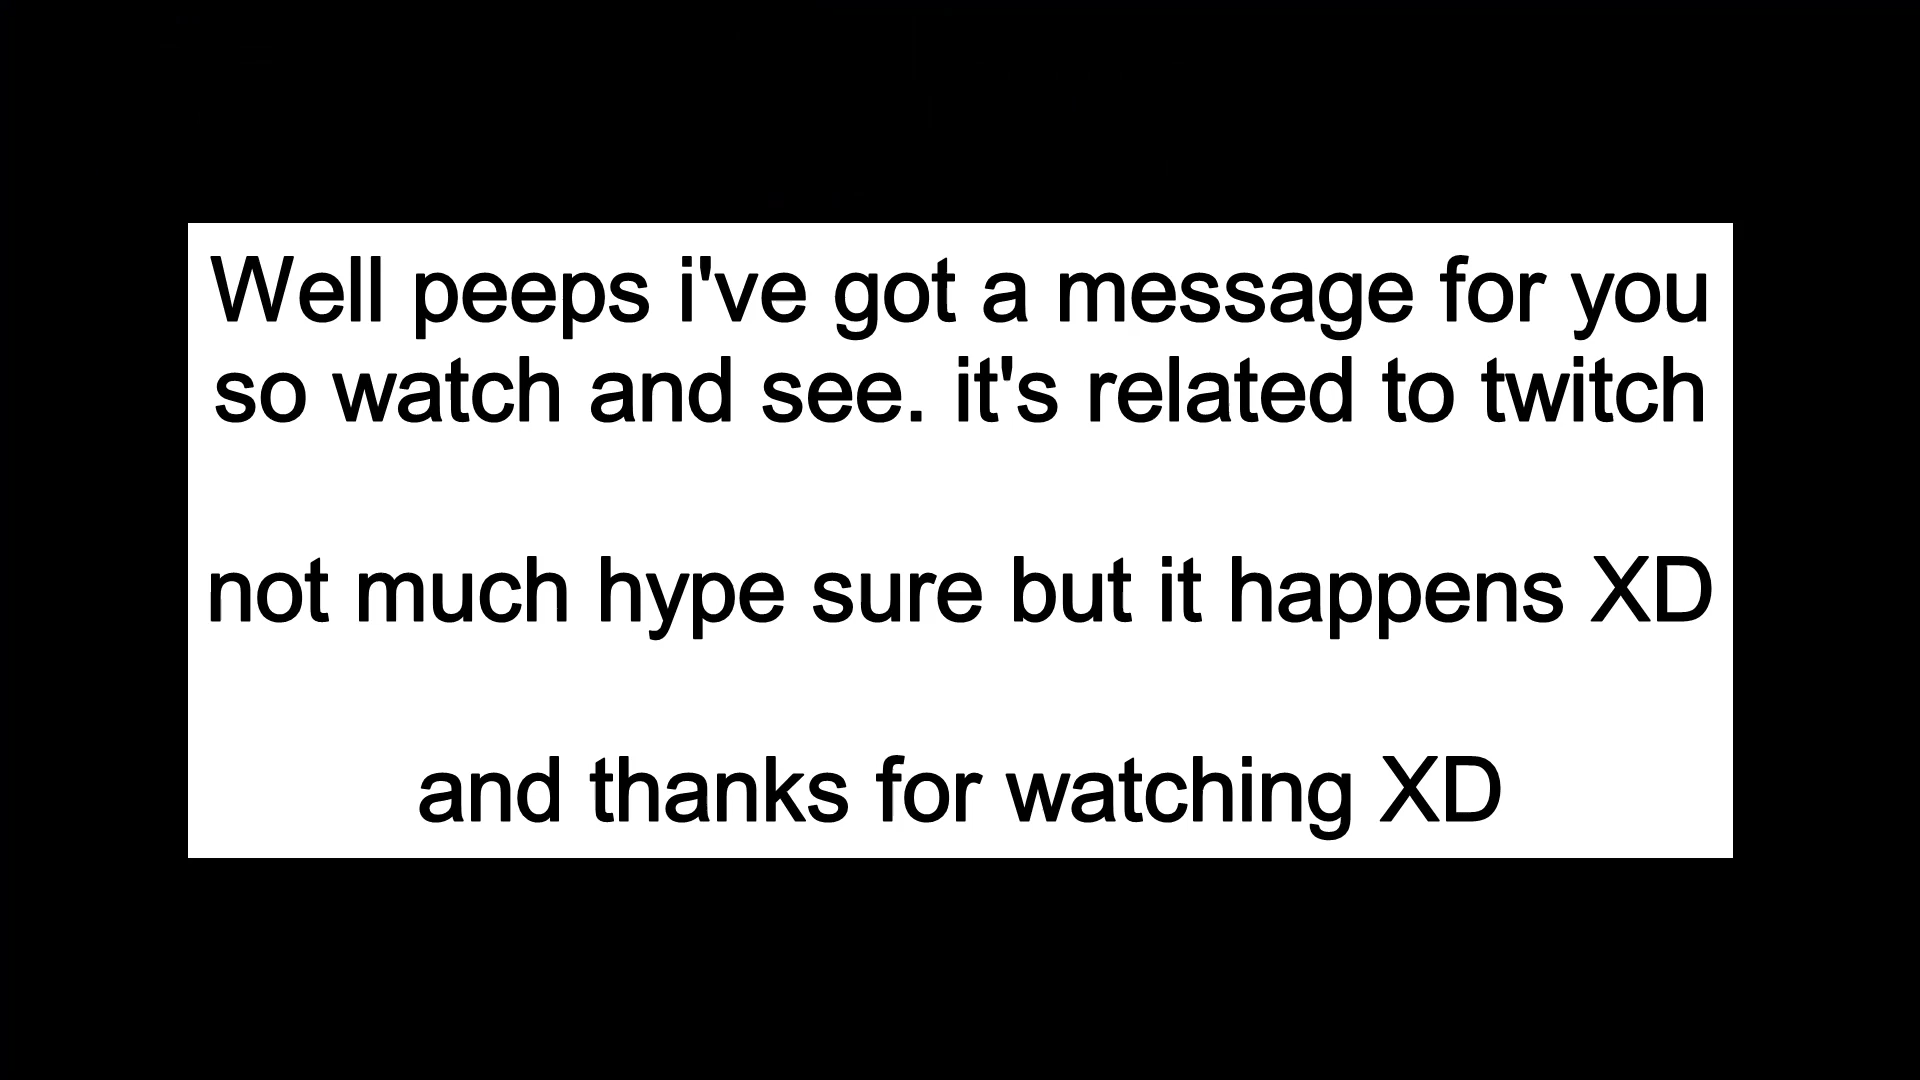 Well peeps i've got a message for you
so watch and see. it's related to twitch
not much hype sure but it happens XD
and thanks for watching XD